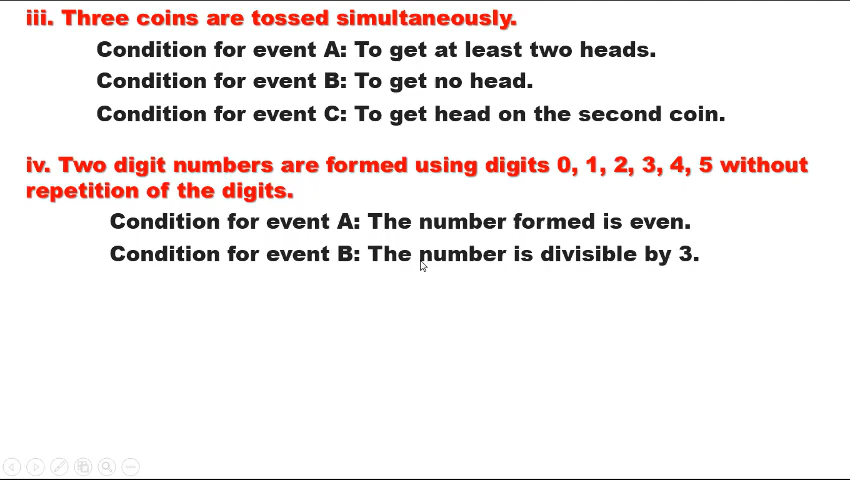 iii. Three coins are tossed simultaneously.
Condition for event A: To get at least two heads.
Condition for event B: To get no head.
Condition for event C: To get head on the second coin.
iv. Two digit numbers are formed using digits 0, 1, 2, 3, 4, 5 without
repetition of the digits.
Condition for event A: The number formed is even.
Condition for event B: The number is divisible by 3.